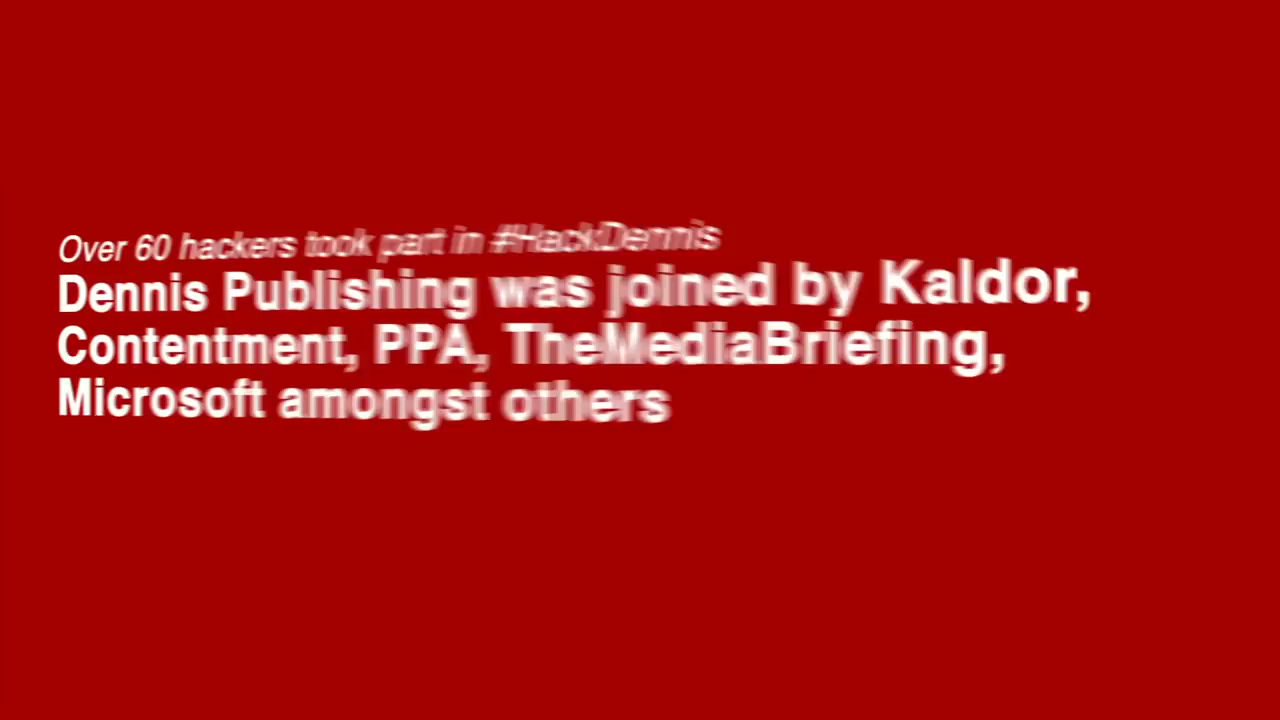 Over 60 hackers took part in #HackDennis
Dennis Publishing was joined by Kaldor,
Contentment, PPA, TheMediaBriefing,
Microsoft amongst others